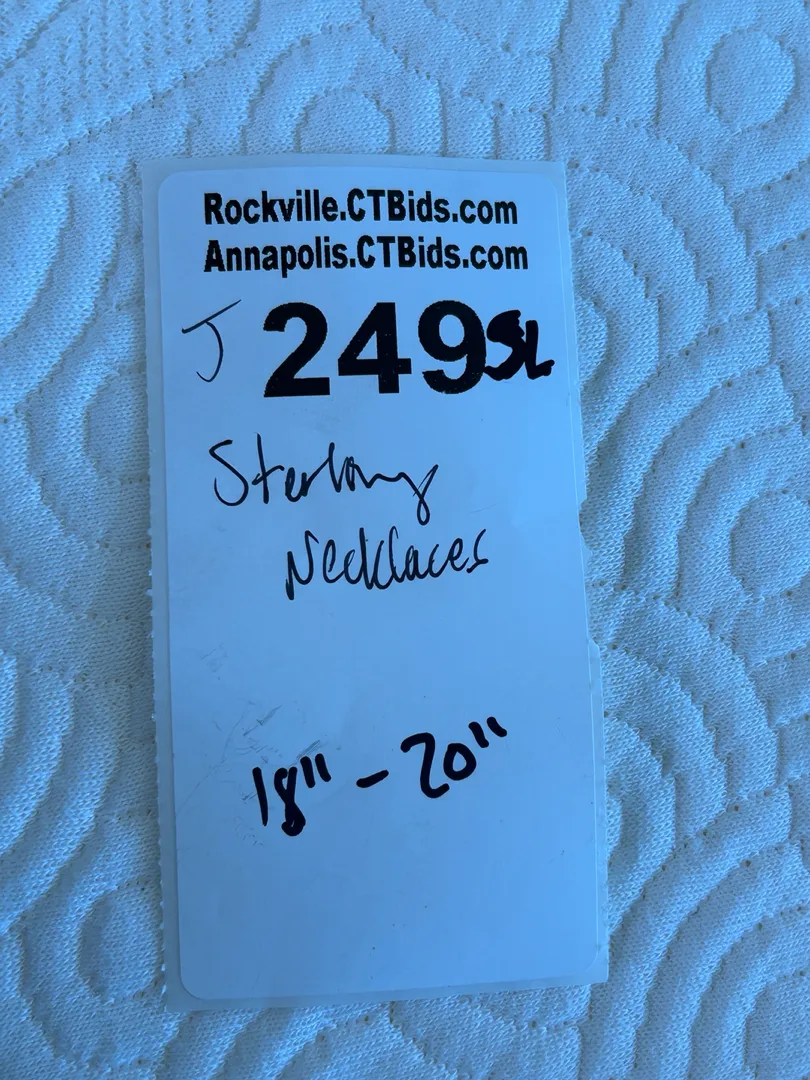 Rockville.CTBids.com
Annapolis.CTBids.com
J 249SL
Sterling
Necklaces
18" - 20"